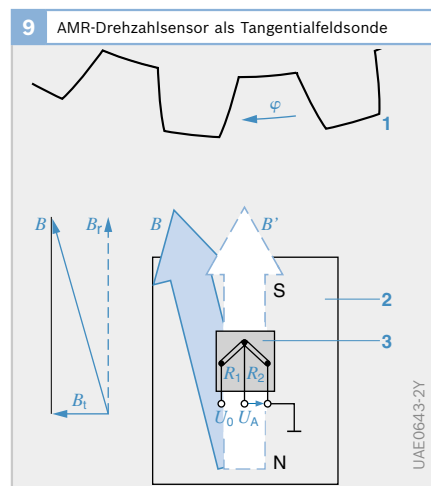 9 AMR-Drehzahlsensor als Tangentialfeldsonde
φ
1
B Br B B'
S
2
3
R1 R2
Bt
U0 UA
N
UAE0643-2Y